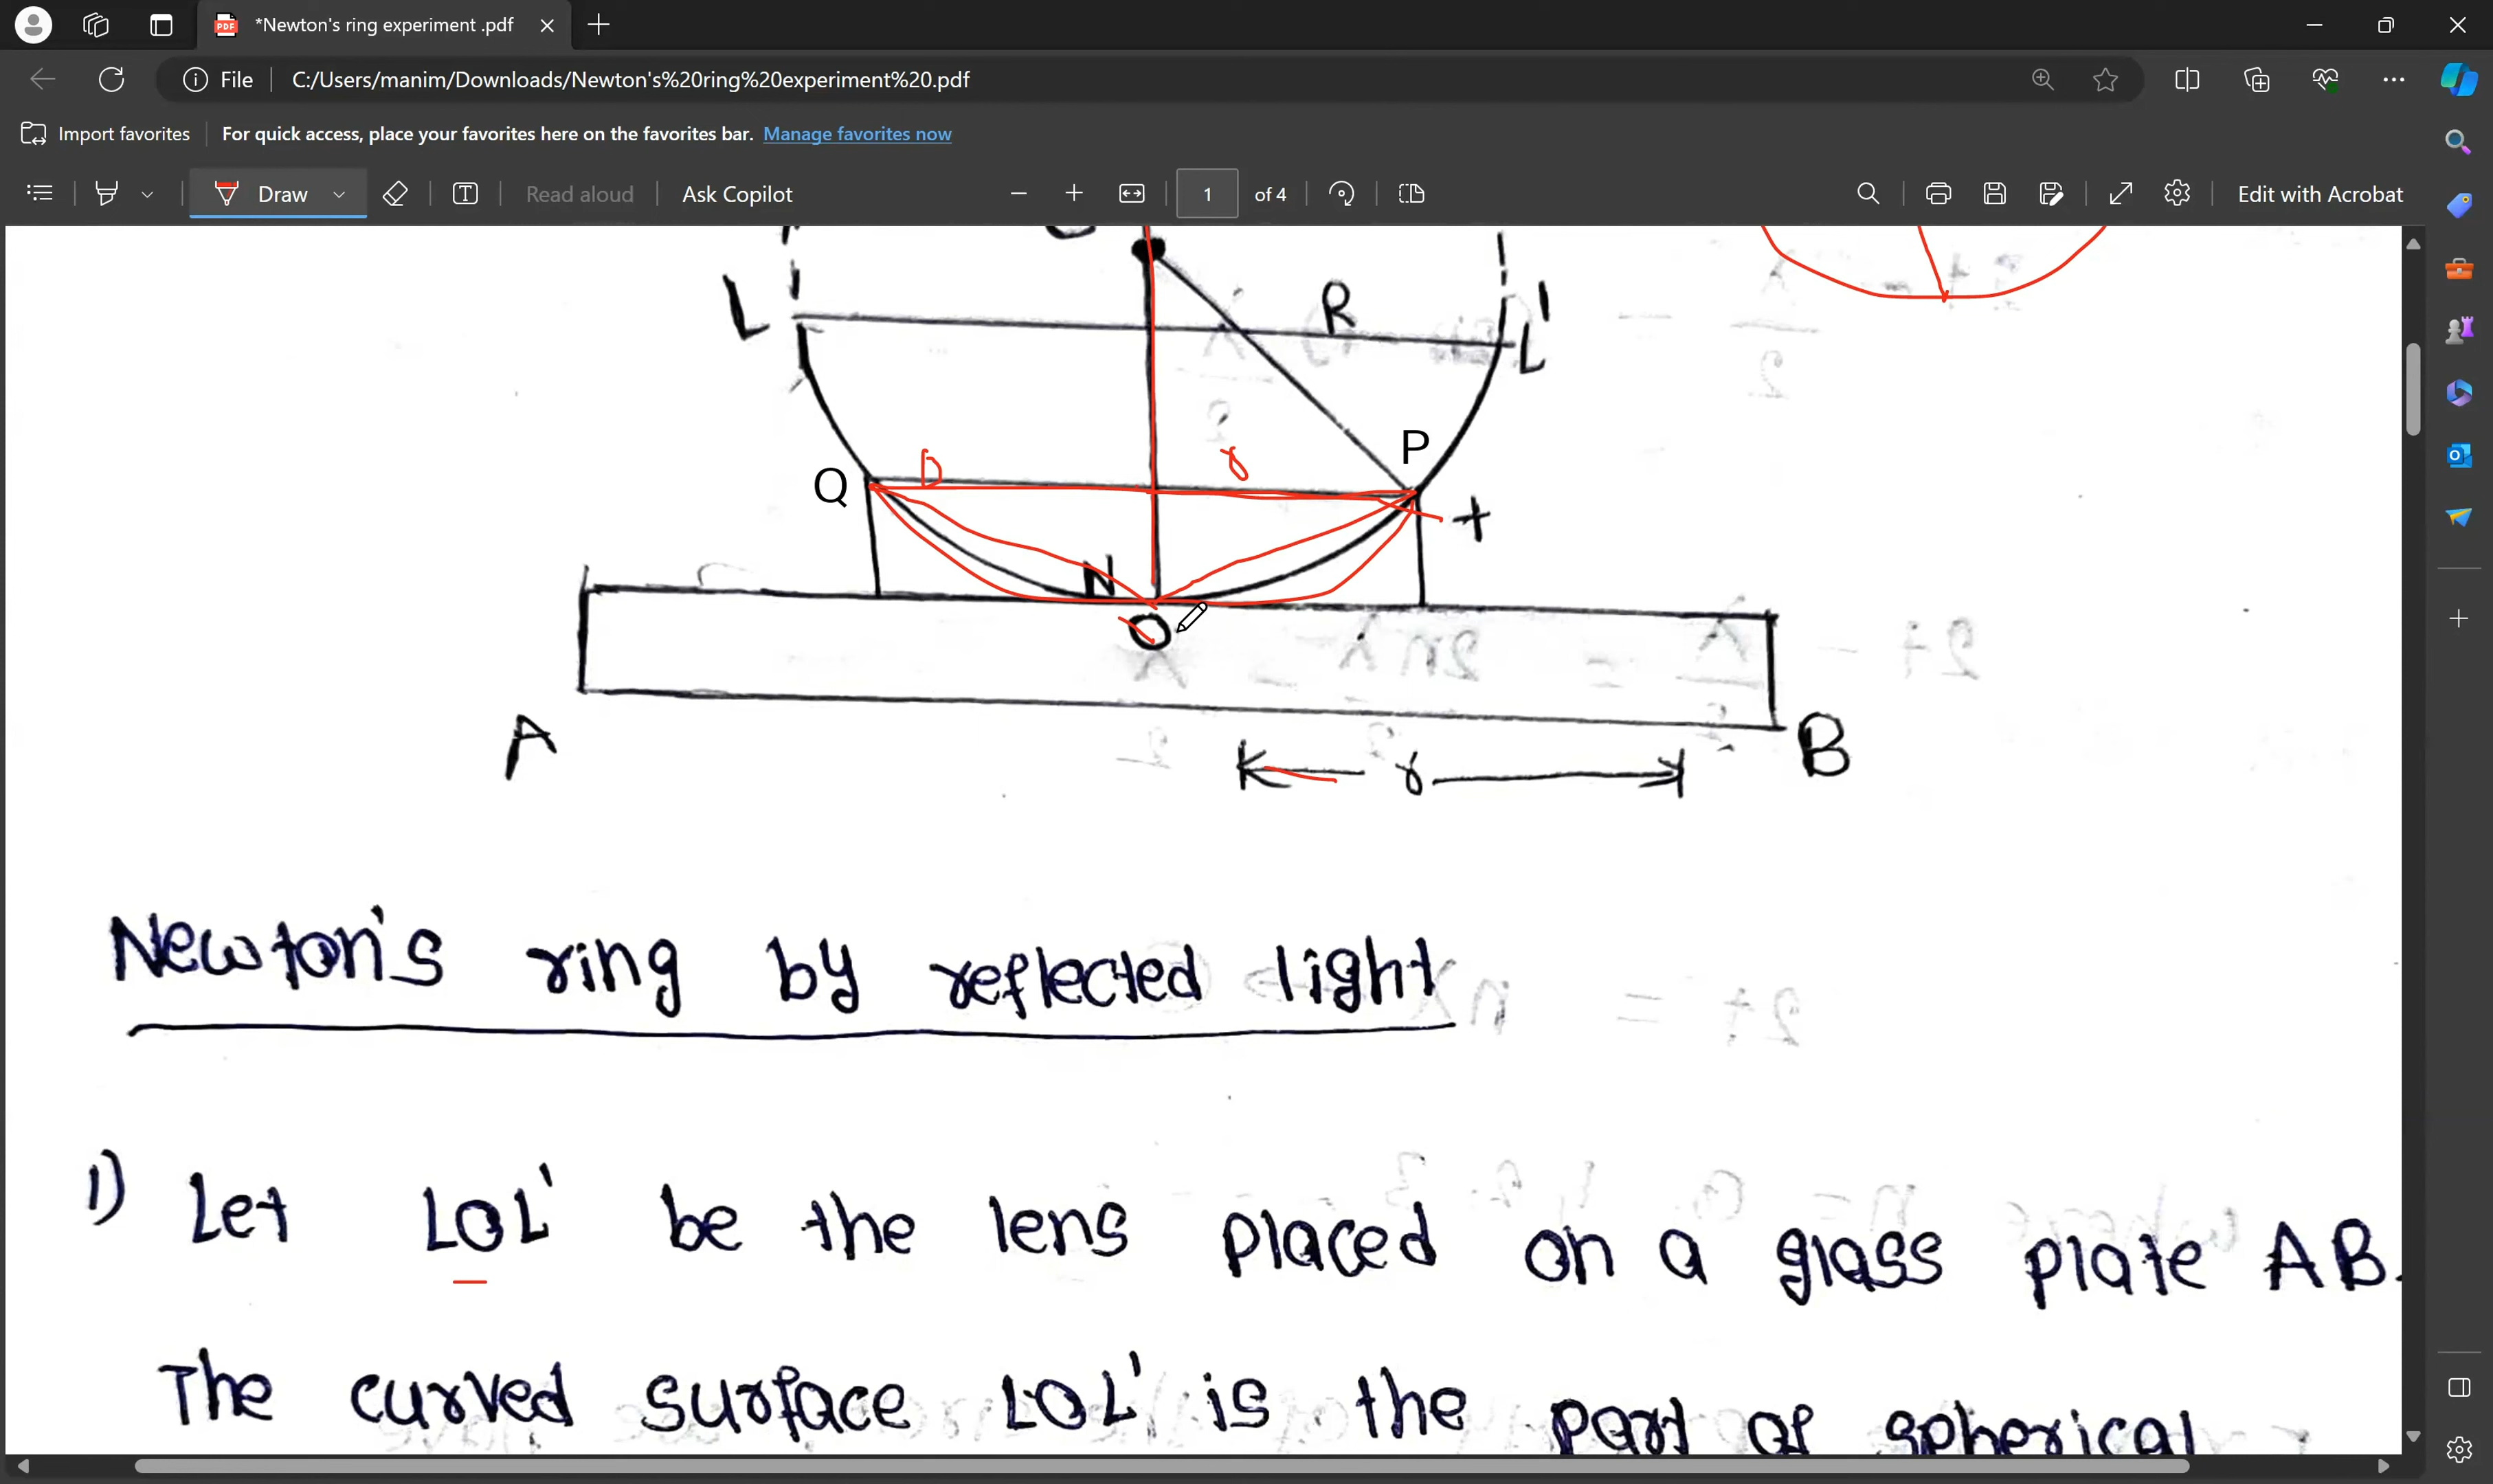 *Newton's ring experiment .pdf
File C:/Users/manim/Downloads/Newton's%20ring%20experiment%20.pdf
Import favorites For quick access, place your favorites here on the favorites bar. Manage favorites now
Draw Read aloud Ask Copilot 1 of 4 Edit with Acrobat
L R L'
Q D r P
t
N
O
A r B
Newton's ring by reflected light
1) Let LOL' be the lens placed on a glass plate AB.
The curved surface LOL' is the part of spherical